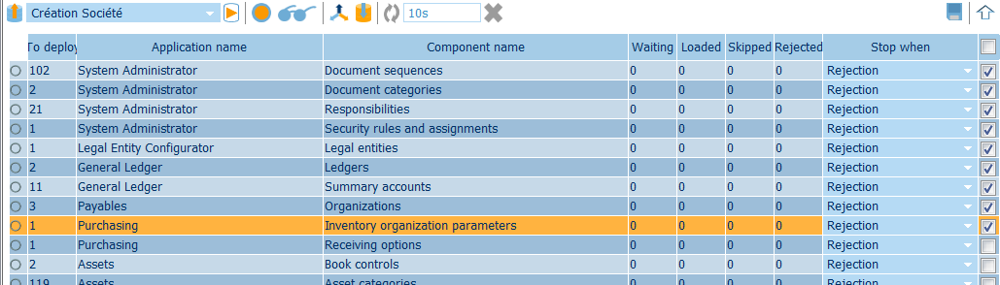 Création Société 10s
To deploy Application name Component name Waiting Loaded Skipped Rejected Stop when
102 System Administrator Document sequences 0 0 0 0 Rejection
2 System Administrator Document categories 0 0 0 0 Rejection
21 System Administrator Responsibilities 0 0 0 0 Rejection
1 System Administrator Security rules and assignments 0 0 0 0 Rejection
1 Legal Entity Configurator Legal entities 0 0 0 0 Rejection
2 General Ledger Ledgers 0 0 0 0 Rejection
11 General Ledger Summary accounts 0 0 0 0 Rejection
3 Payables Organizations 0 0 0 0 Rejection
1 Purchasing Inventory organization parameters 0 0 0 0 Rejection
1 Purchasing Receiving options 0 0 0 0 Rejection
2 Assets Book controls 0 0 0 0 Rejection
119 Assets Asset categories 0 0 0 0 Rejection